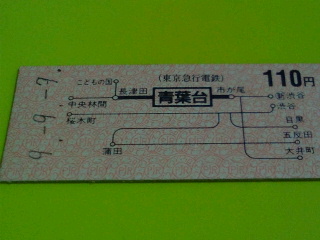 9.-9.-7.
(東京急行電鉄)
110円
こどもの国
長津田
青葉台
市が尾
新渋谷
中央林間
渋谷
桜木町
目黒
蒲田
五反田
大井町